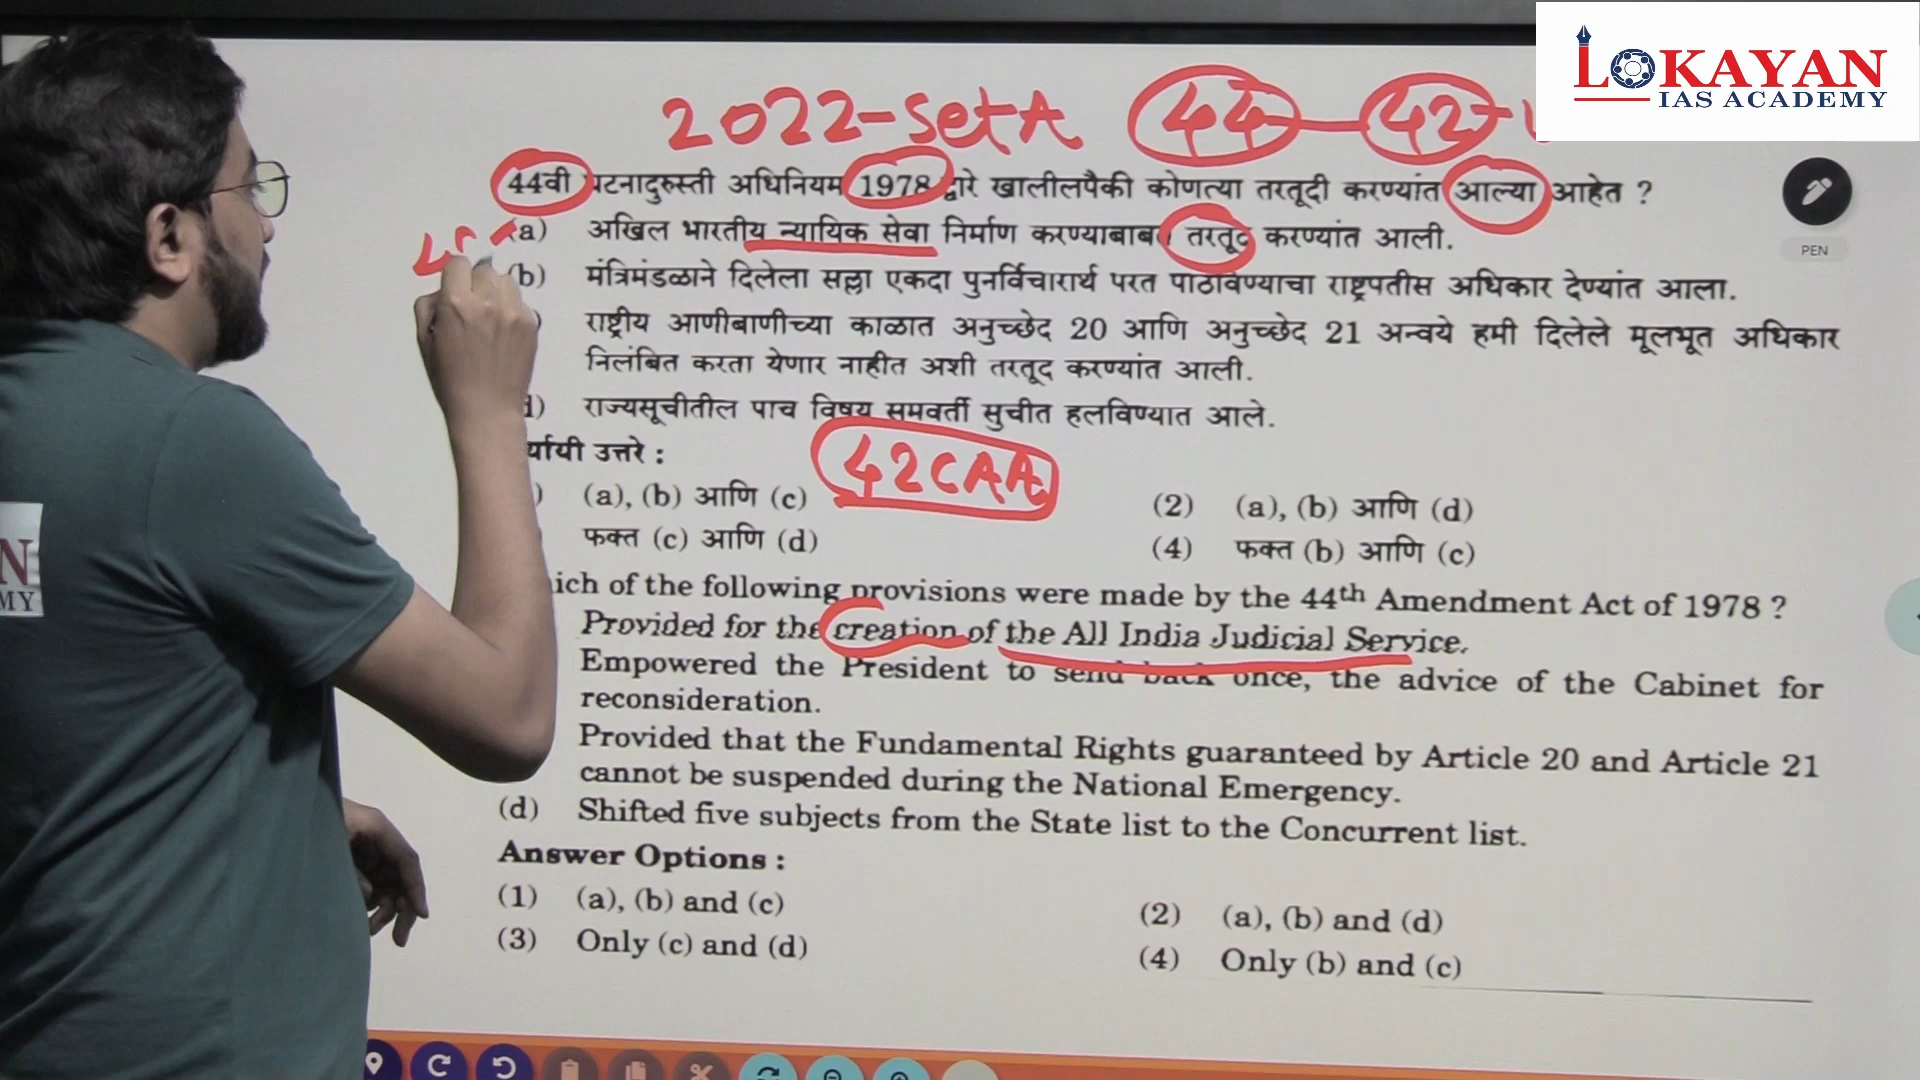 LOKAYAN
IAS ACADEMY
2022-Set A 44 - 42
44वी घटनादुरुस्ती अधिनियम 1978 द्वारे खालीलपैकी कोणत्या तरतूदी करण्यांत आल्या आहेत ?
(a) अखिल भारतीय न्यायिक सेवा निर्माण करण्याबाबत तरतूद करण्यांत आली.
(b) मंत्रिमंडळाने दिलेला सल्ला एकदा पुनर्विचारार्थ परत पाठविण्याचा राष्ट्रपतीस अधिकार देण्यांत आला.
राष्ट्रीय आणीबाणीच्या काळात अनुच्छेद 20 आणि अनुच्छेद 21 अन्वये हमी दिलेले मूलभूत अधिकार
निलंबित करता येणार नाहीत अशी तरतूद करण्यांत आली.
राज्यसूचीतील पाच विषय समवर्ती सुचीत हलविण्यात आले.
र्यायी उत्तरे :
42CAA
(a), (b) आणि (c) (2) (a), (b) आणि (d)
फक्त (c) आणि (d) (4) फक्त (b) आणि (c)
ich of the following provisions were made by the 44th Amendment Act of 1978 ?
Provided for the creation of the All India Judicial Service.
Empowered the President to send back once, the advice of the Cabinet for
reconsideration.
Provided that the Fundamental Rights guaranteed by Article 20 and Article 21
cannot be suspended during the National Emergency.
(d) Shifted five subjects from the State list to the Concurrent list.
Answer Options :
(1) (a), (b) and (c) (2) (a), (b) and (d)
(3) Only (c) and (d) (4) Only (b) and (c)
PEN
N
MY